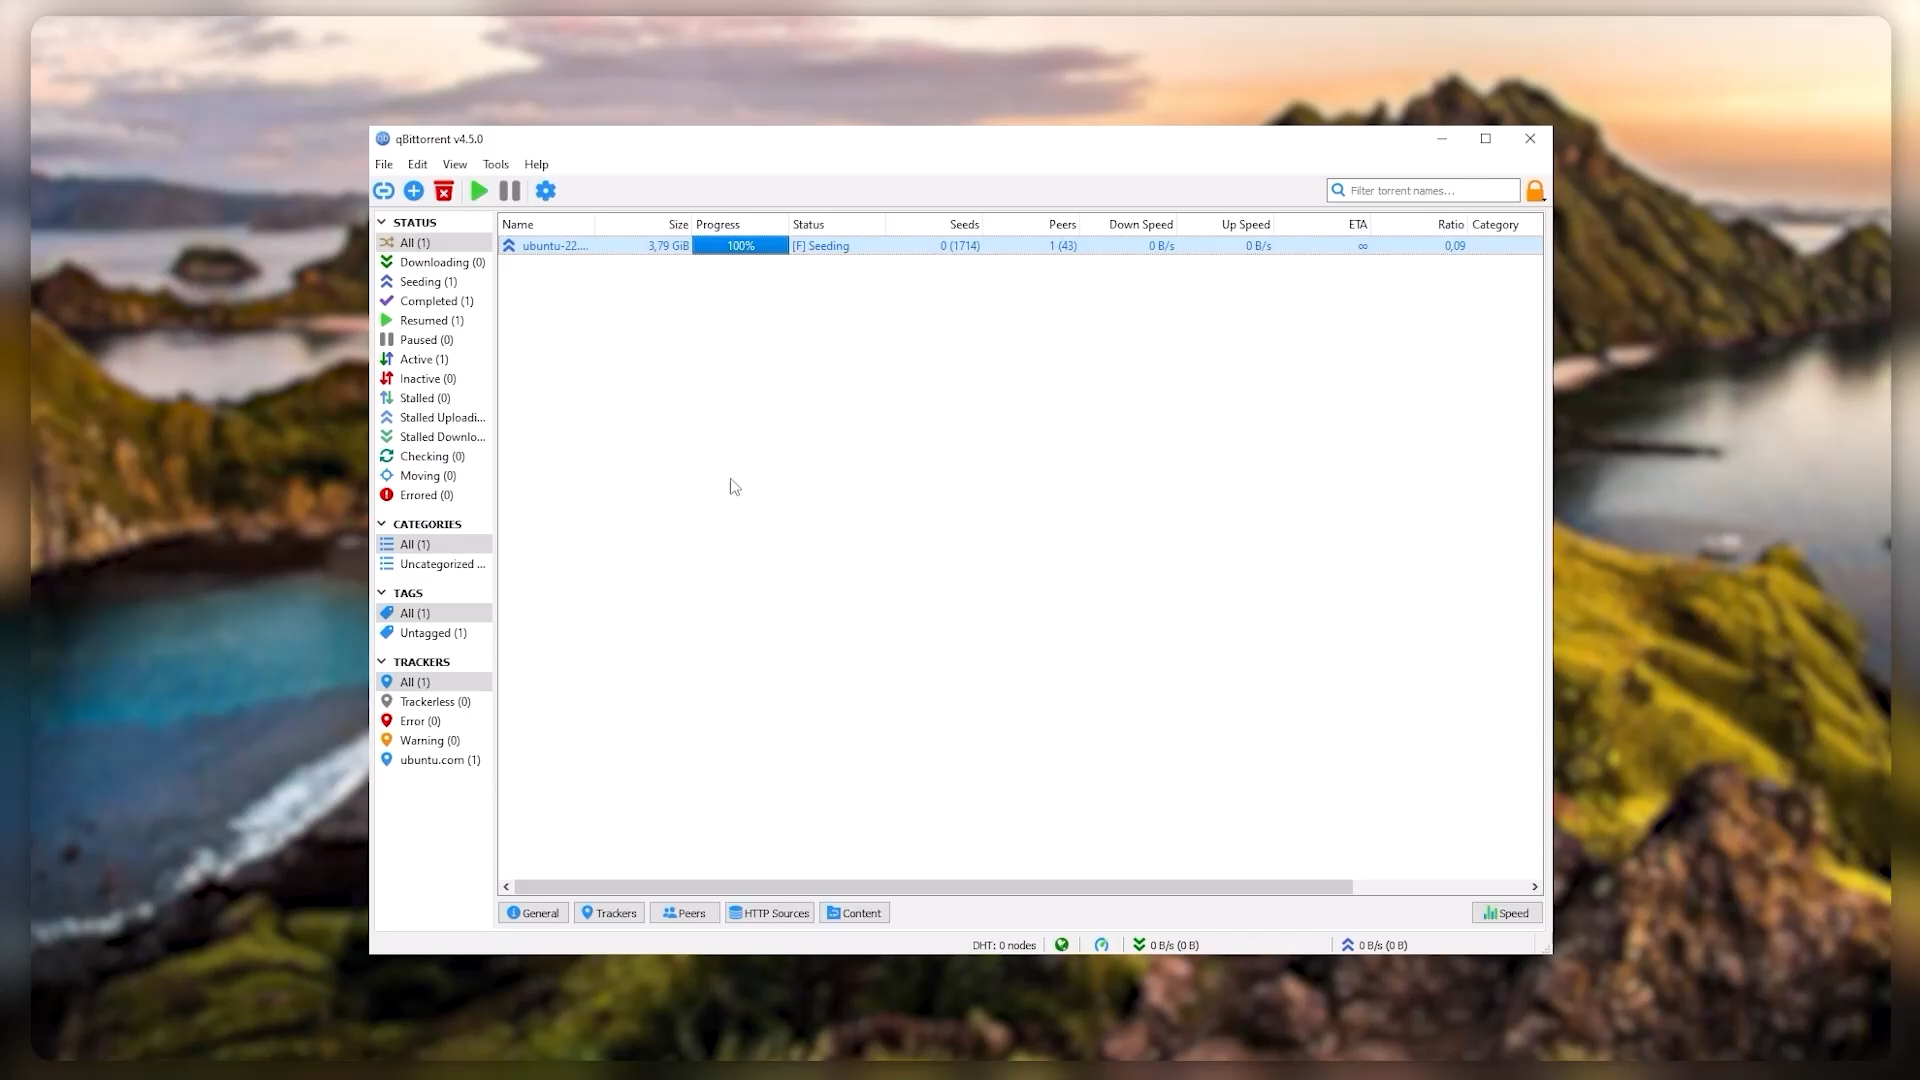 qBittorrent v4.5.0
File Edit View Tools Help
Filter torrent names...
STATUS
All (1)
Downloading (0)
Seeding (1)
Completed (1)
Resumed (1)
Paused (0)
Active (1)
Inactive (0)
Stalled (0)
Stalled Uploadi...
Stalled Downlo...
Checking (0)
Moving (0)
Errored (0)
CATEGORIES
All (1)
Uncategorized ...
TAGS
All (1)
Untagged (1)
TRACKERS
All (1)
Trackerless (0)
Error (0)
Warning (0)
ubuntu.com (1)
Name Size Progress Status Seeds Peers Down Speed Up Speed ETA Ratio Category
ubuntu-22.... 3,79 GiB 100% [F] Seeding 0 (1714) 1 (43) 0 B/s 0 B/s ∞ 0,09
General Trackers Peers HTTP Sources Content Speed
DHT: 0 nodes 0 B/s (0 B) 0 B/s (0 B)